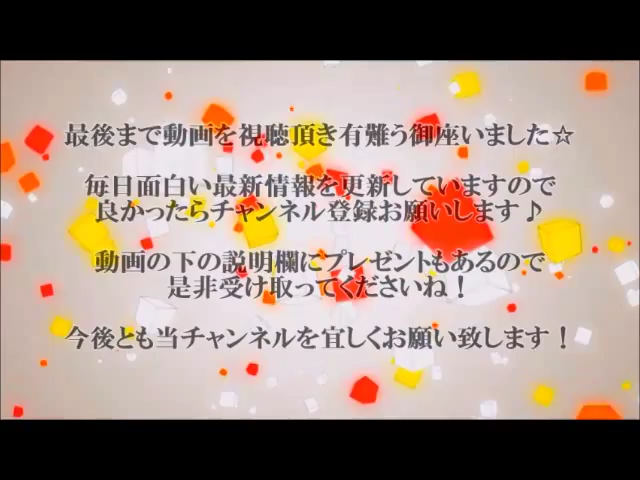 最後まで動画を視聴頂き有難う御座いました☆
毎日面白い最新情報を更新していますので
良かったらチャンネル登録お願いします♪
動画の下の説明欄にプレゼントもあるので
是非受け取ってくださいね！
今後とも当チャンネルを宜しくお願い致します！